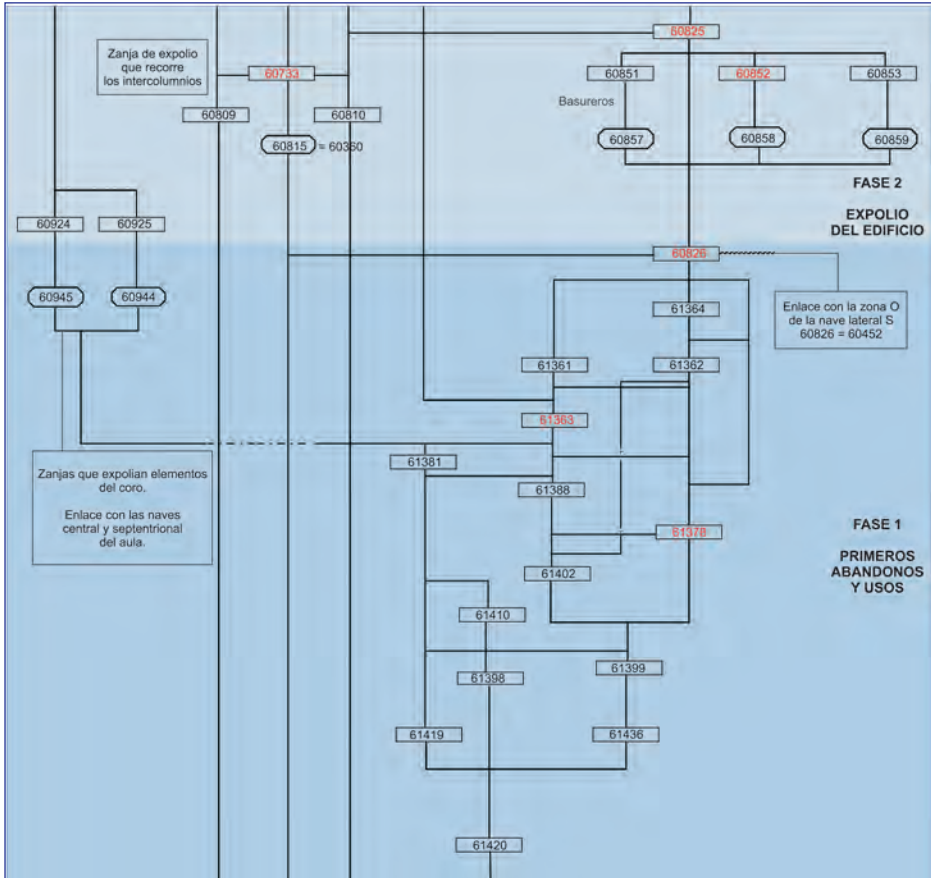 60825
Zanja de expolio
que recorre
los intercolumnios
60733
60851
60852
60853
Basureros
60809
60810
60815 = 60360
60857
60858
60859
FASE 2
EXPOLIO
DEL EDIFICIO
60924
60925
60826
60945
60944
Enlace con la zona O
de la nave lateral S
60826 = 60452
61364
61361
61362
61363
61381
Zanjas que expolian elementos
del coro.
Enlace con las naves
central y septentrional
del aula.
61388
61378
FASE 1
PRIMEROS
ABANDONOS
Y USOS
61402
61410
61399
61398
61419
61436
61420